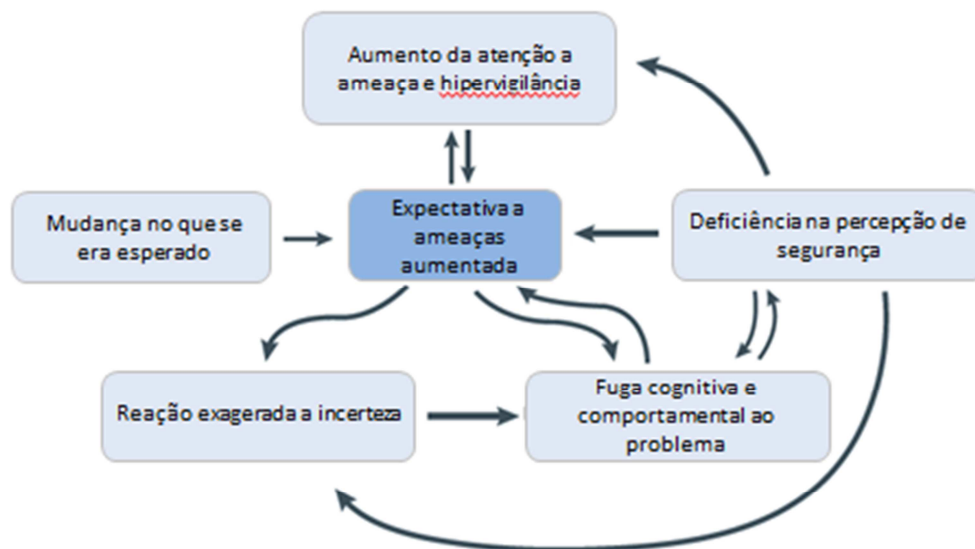 Aumento da atenção a
ameaça e hipervigilância
Mudança no que se
era esperado
Expectativa a
ameaças
aumentada
Deficiência na percepção de
segurança
Reação exagerada a incerteza
Fuga cognitiva e
comportamental ao
problema